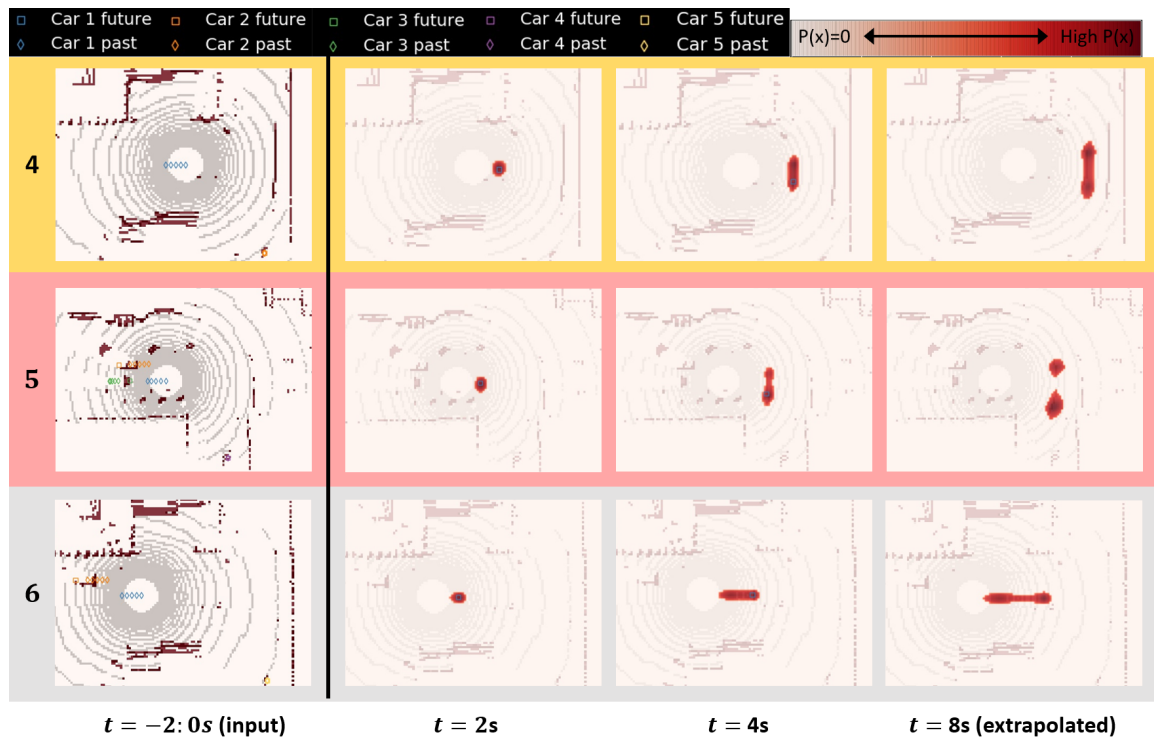 Car 1 future Car 2 future Car 3 future Car 4 future Car 5 future
Car 1 past Car 2 past Car 3 past Car 4 past Car 5 past
P(x)=0 High P(x)
4
5
6
t = −2: 0s (input) t = 2s t = 4s t = 8s (extrapolated)